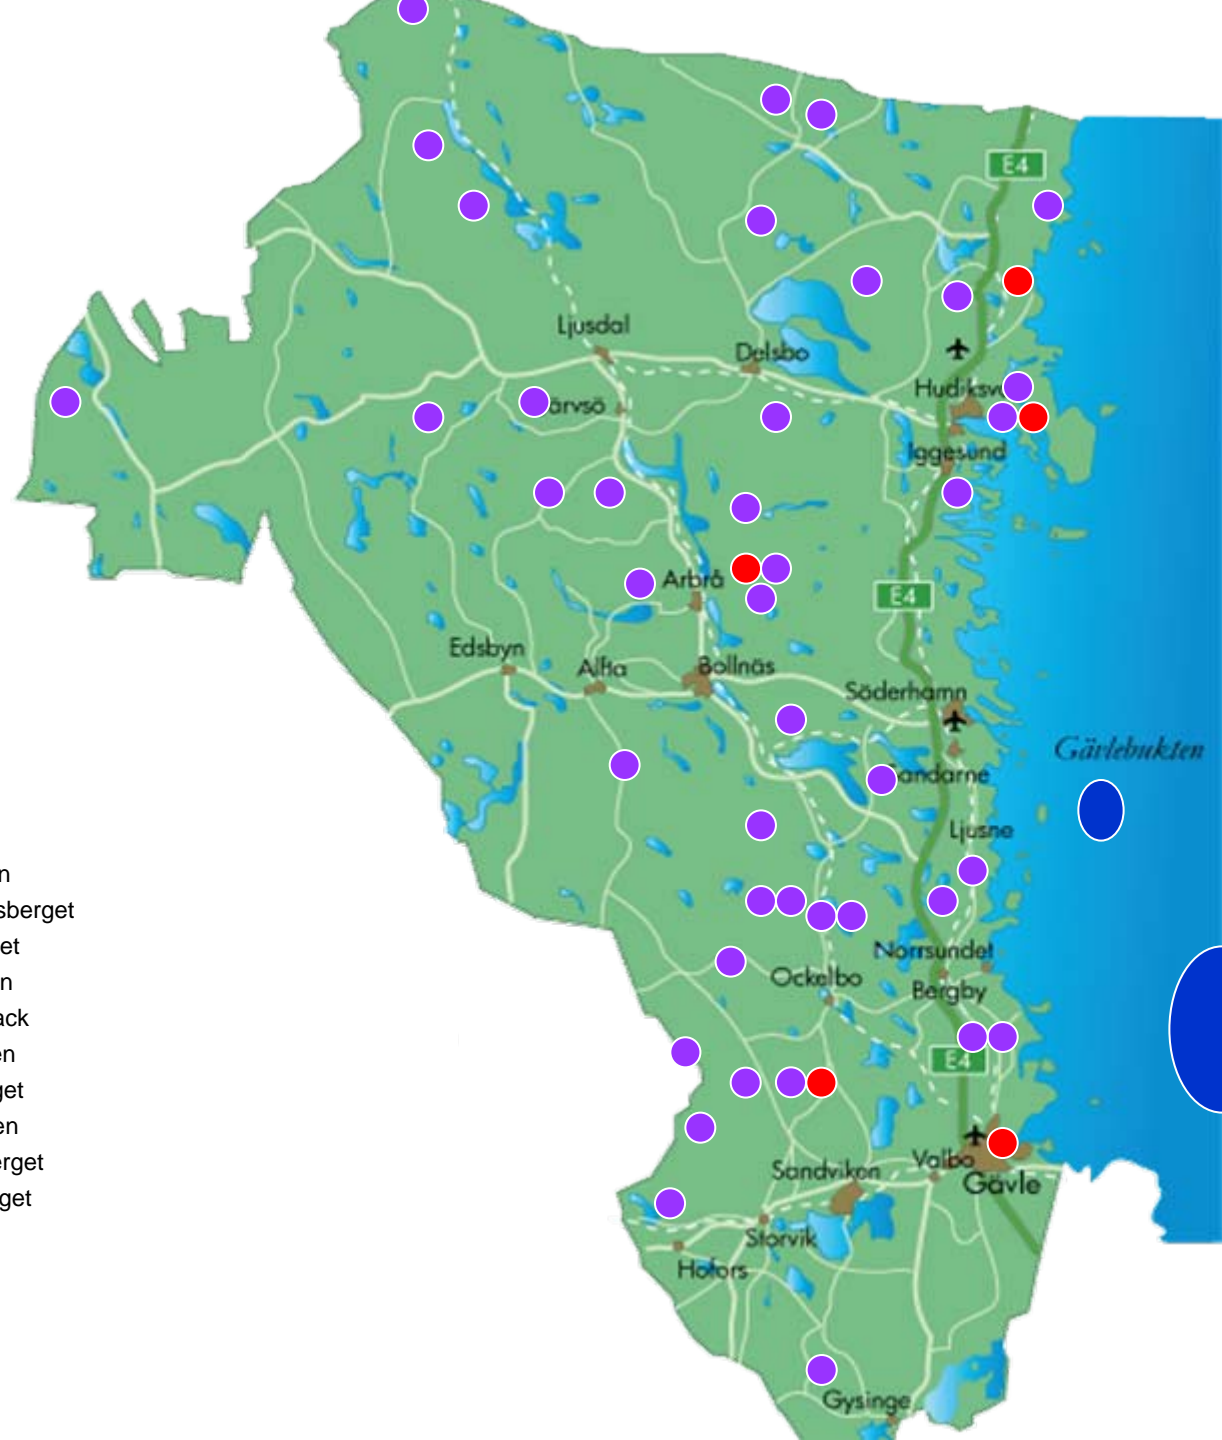 E4
Ljusdal
Delsbo
Hudiksv
ärvsö
Iggesund
Arbrå
E4
Edsbyn
Alfta
Bollnäs
Söderhamn
Gävlebukten
andarne
Ljusne
n
sberget
et
Norrsundet
Ockelbo
n
Bergby
ack
en
E4
get
en
erget
Valbo
Sandviken
Gävle
get
Storvik
Hofors
Gysinge